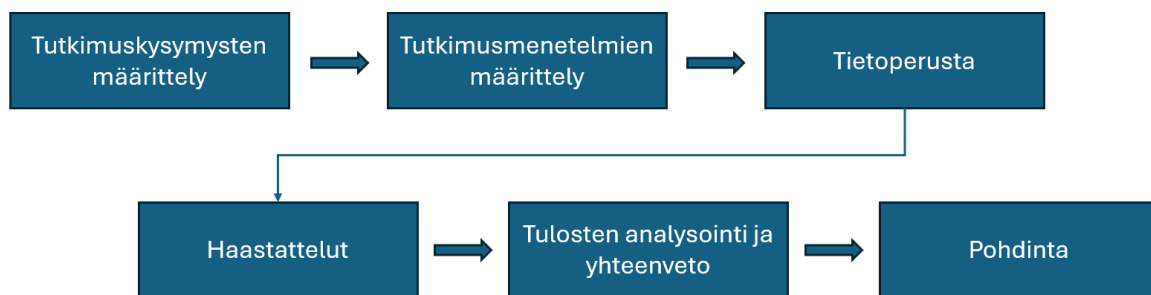 Tutkimuskysymysten
määrittely
Tutkimusmenetelmien
määrittely
Tietoperusta
Haastattelut
Tulosten analysointi ja
yhteenveto
Pohdinta